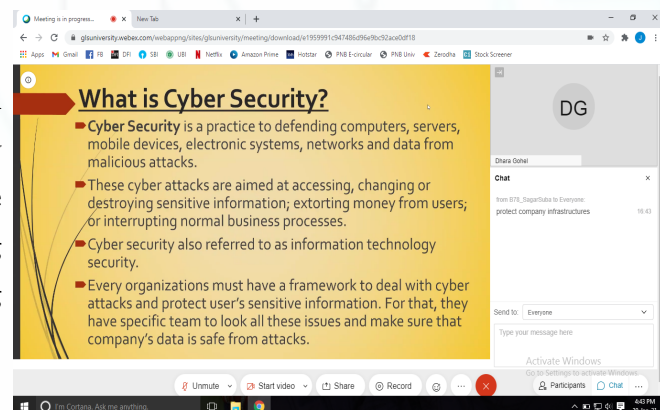 Meeting is in progress...
New Tab
glsuniversity.webex.com/webappng/sites/glsuniversity/meeting/download/e1959991c947486d96e9bc92ace0df18
Apps Gmail FB DFI SBI UBI Netflix Amazon Prime Hotstar PNB E-circular PNB Univ Zerodha Stock Screener
What is Cyber Security?
Cyber Security is a practice to defending computers, servers,
mobile devices, electronic systems, networks and data from
malicious attacks.
These cyber attacks are aimed at accessing, changing or
destroying sensitive information; extorting money from users;
or interrupting normal business processes.
Cyber security also referred to as information technology
security.
Every organizations must have a framework to deal with cyber
attacks and protect user's sensitive information. For that, they
have specific team to look all these issues and make sure that
company's data is safe from attacks.
DG
Dhara Gohel
Chat
from B78_SagarSuba to Everyone:
protect company infrastructures 16:43
Send to: Everyone
Type your message here
Activate Windows
Go to Settings to activate Windows.
Unmute Start video Share Record Participants Chat
I'm Cortana. Ask me anything.
4:43 PM